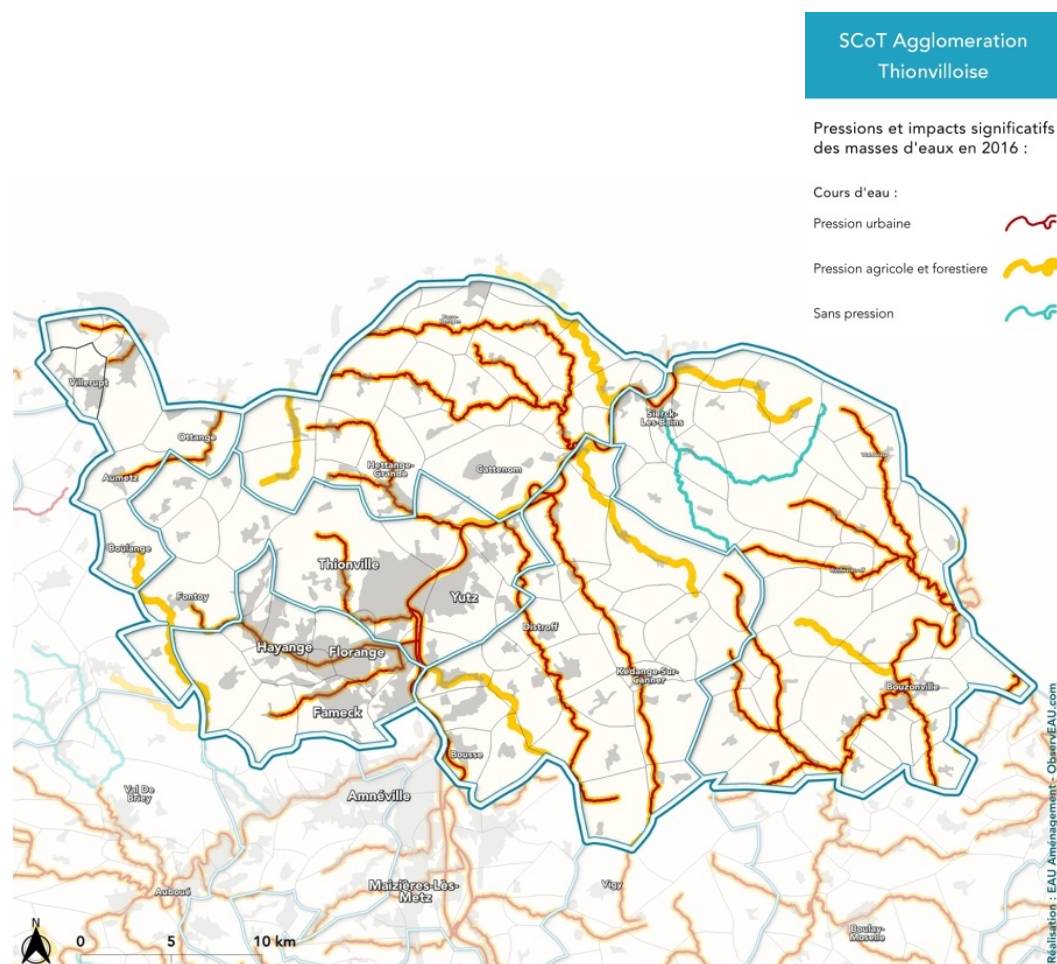 SCoT Agglomeration
Thionvilloise
Pressions et impacts significatifs
des masses d'eaux en 2016 :
Cours d'eau :
Pression urbaine
Pression agricole et forestiere
Sans pression
Villerupt
Ottange
Aumetz
Hettange-
Grande
Cattenom
Sierck-
Les-Bains
Boulange
Fontoy
Thionville
Yutz
Distroff
Hayange
Florange
Kédange-Sur-
Canner
Bouzonville
Fameck
Bousse
Val De
Briey
Amnéville
Auboué
Maizières-Lès-
Metz
Vigy
Boulay-
Moselle
N
0 5 10 km
Réalisation : EAU Aménagement - ObservEAU.com